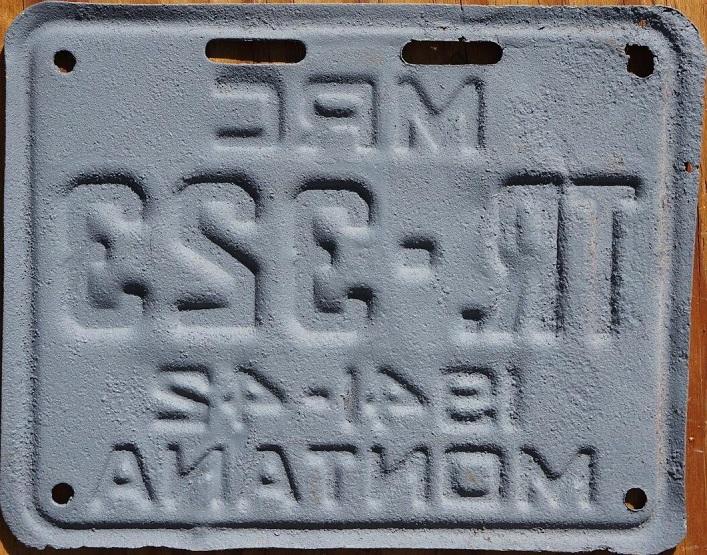 MRC
TR.-323
1941-42
MONTANA